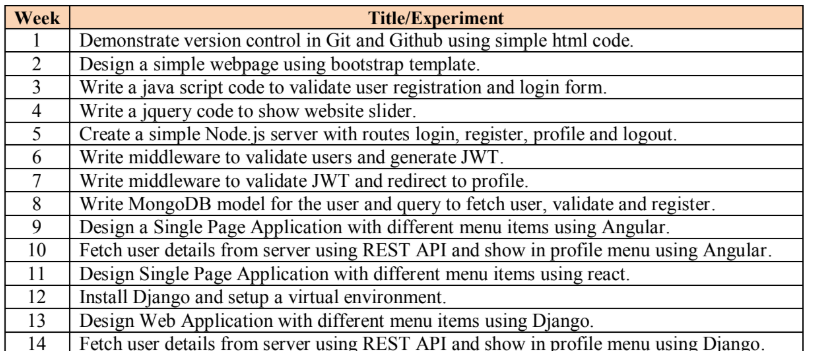 Week Title/Experiment
1 Demonstrate version control in Git and Github using simple html code.
2 Design a simple webpage using bootstrap template.
3 Write a java script code to validate user registration and login form.
4 Write a jquery code to show website slider.
5 Create a simple Node.js server with routes login, register, profile and logout.
6 Write middleware to validate users and generate JWT.
7 Write middleware to validate JWT and redirect to profile.
8 Write MongoDB model for the user and query to fetch user, validate and register.
9 Design a Single Page Application with different menu items using Angular.
10 Fetch user details from server using REST API and show in profile menu using Angular.
11 Design Single Page Application with different menu items using react.
12 Install Django and setup a virtual environment.
13 Design Web Application with different menu items using Django.
14 Fetch user details from server using REST API and show in profile menu using Django.